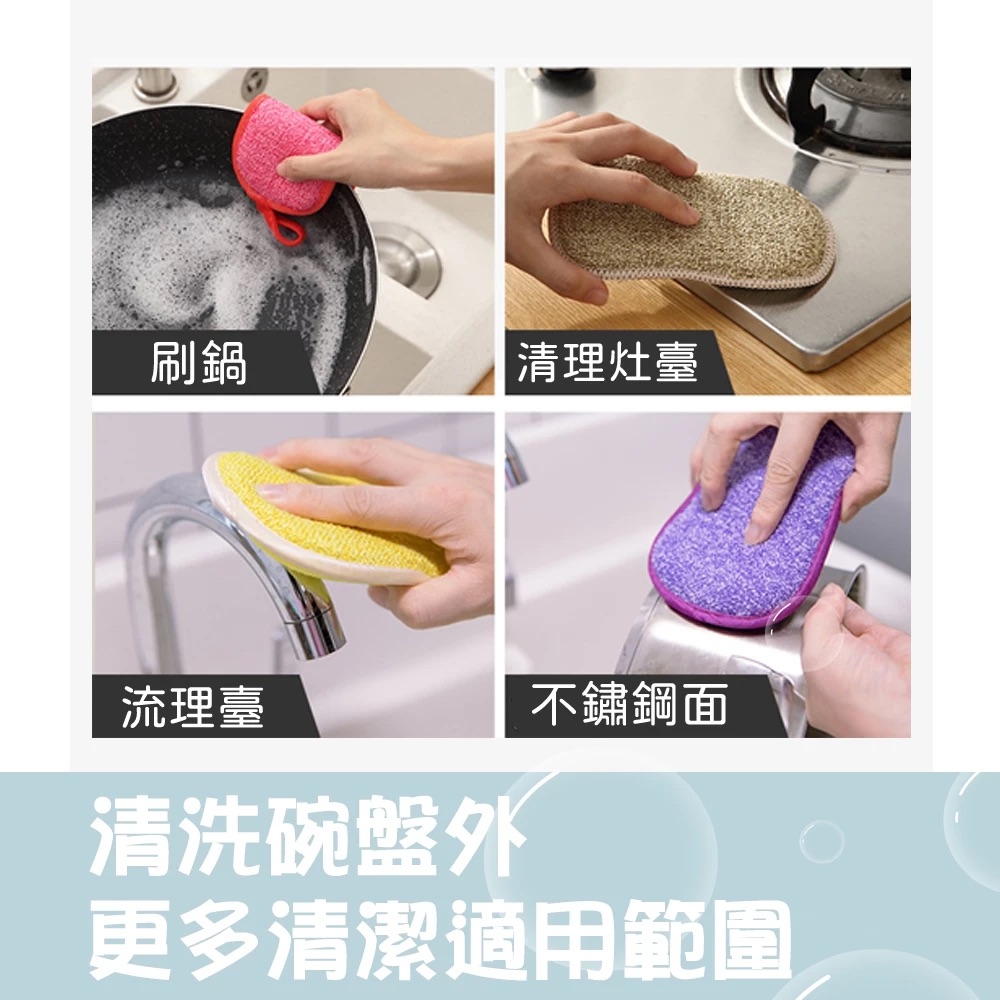 刷鍋
清理灶臺
流理臺
不鏽鋼面
清洗碗盤外
更多清潔適用範圍